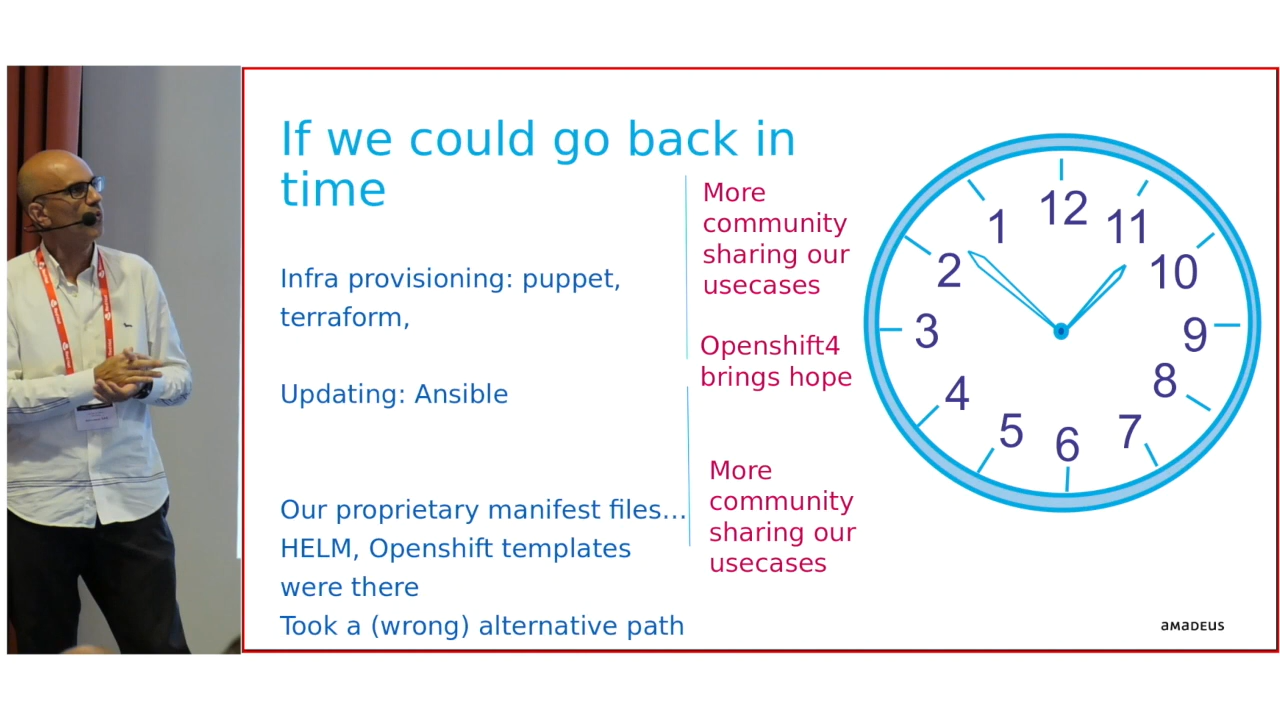 If we could go back in
time
Infra provisioning: puppet,
terraform,
Updating: Ansible
Our proprietary manifest files...
HELM, Openshift templates
were there
Took a (wrong) alternative path
More
community
sharing our
usecases
Openshift4
brings hope
More
community
sharing our
usecases
12
11
10
9
8
7
6
5
4
3
2
1
amadeus